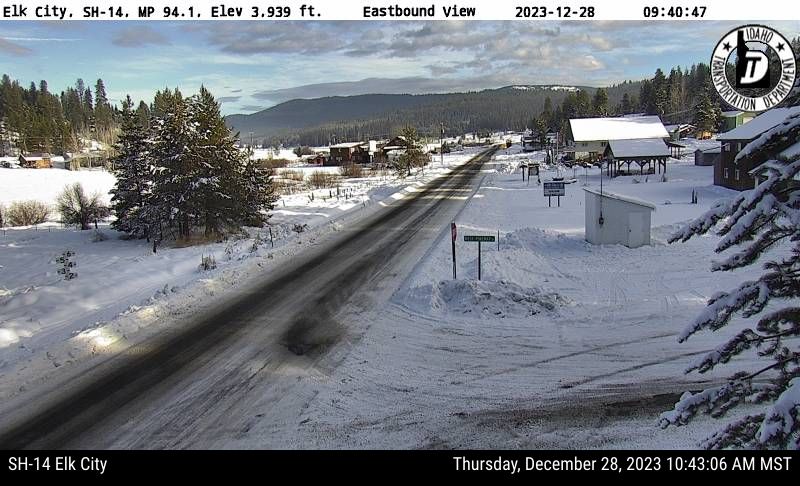 Elk City, SH-14, MP 94.1, Elev 3,939 ft. Eastbound View 2023-12-28 09:40:47
IDAHO
TRANSPORTATION DEPARTMENT
SH-14 Elk City Thursday, December 28, 2023 10:43:06 AM MST